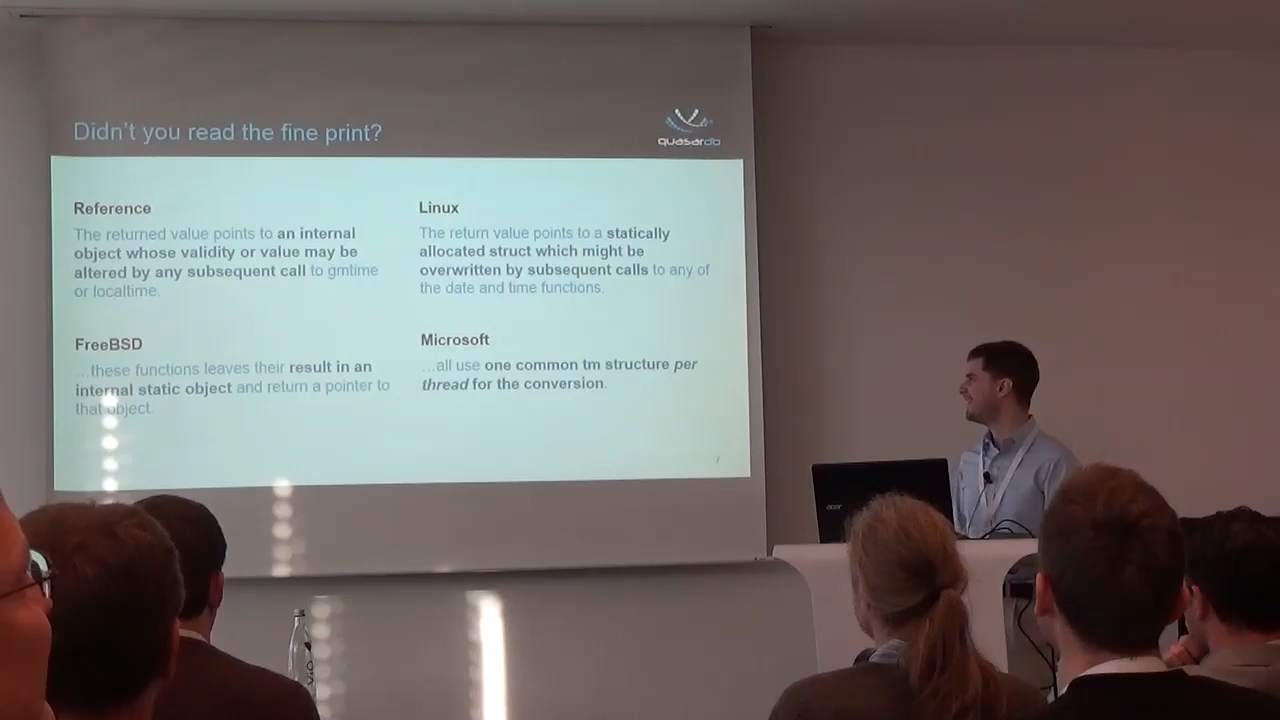 Didn't you read the fine print?
quasardb
Reference
The returned value points to an internal
object whose validity or value may be
altered by any subsequent call to gmtime
or localtime.
Linux
The return value points to a statically
allocated struct which might be
overwritten by subsequent calls to any of
the date and time functions.
FreeBSD
...these functions leaves their result in an
internal static object and return a pointer to
that object.
Microsoft
...all use one common tm structure per
thread for the conversion.
7
acer